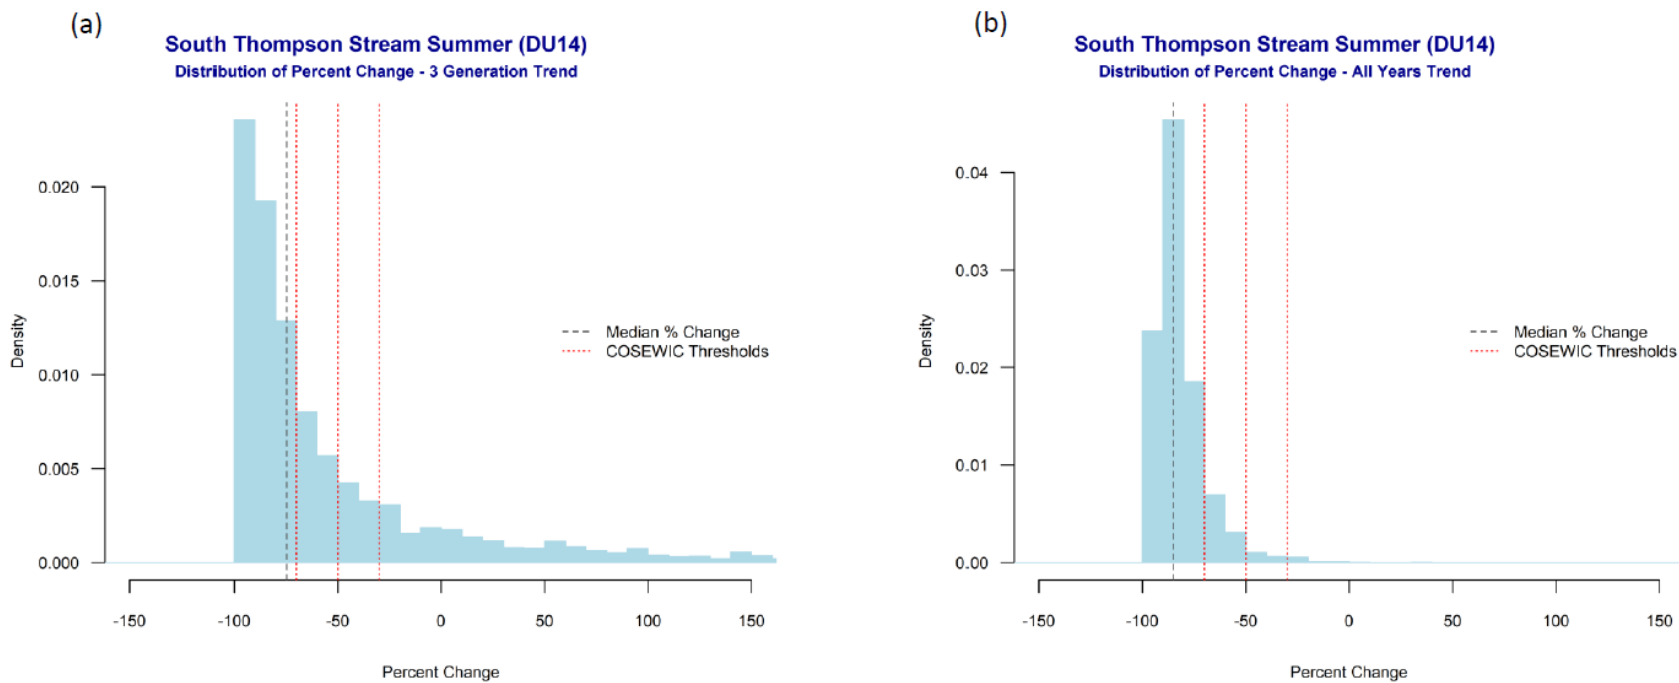 (a)
South Thompson Stream Summer (DU14)
Distribution of Percent Change - 3 Generation Trend
0.020
0.015
0.010
0.005
0.000
Density
Median % Change
COSEWIC Thresholds
-150
-100
-50
0
50
100
150
Percent Change
(b)
South Thompson Stream Summer (DU14)
Distribution of Percent Change - All Years Trend
0.04
0.03
0.02
0.01
0.00
Density
Median % Change
COSEWIC Thresholds
-150
-100
-50
0
50
100
150
Percent Change